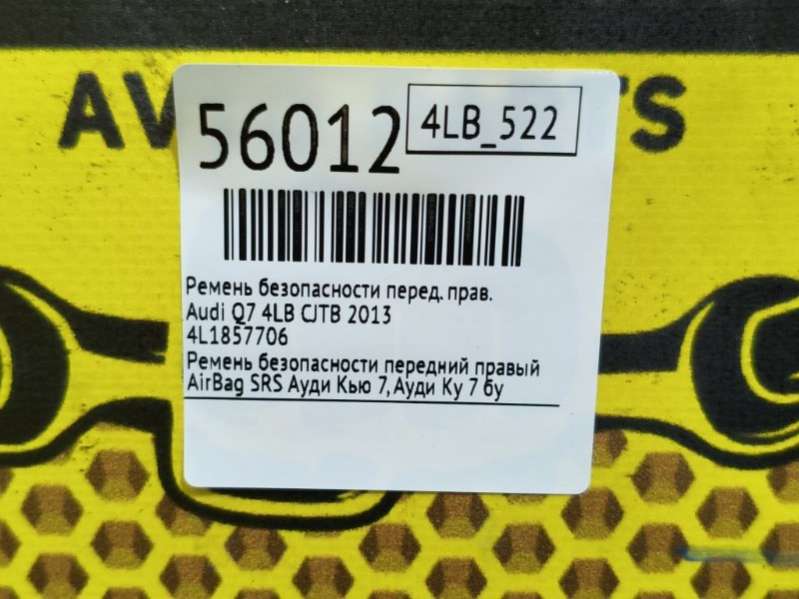 56012
4LB_522
Ремень безопасности перед. прав.
Audi Q7 4LB CJTB 2013
4L1857706
Ремень безопасности передний правый
AirBag SRS Ауди Кью 7, Ауди Ку 7 бу